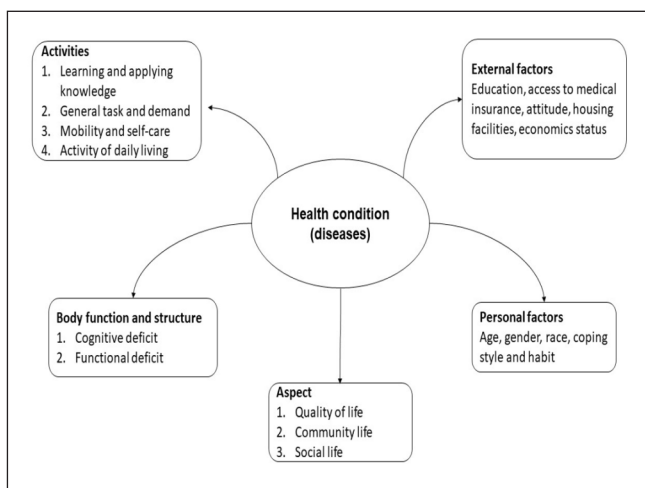 Activities
1. Learning and applying
knowledge
2. General task and demand
3. Mobility and self-care
4. Activity of daily living
External factors
Education, access to medical
insurance, attitude, housing
facilities, economics status
Health condition
(diseases)
Body function and structure
1. Cognitive deficit
2. Functional deficit
Personal factors
Age, gender, race, coping
style and habit
Aspect
1. Quality of life
2. Community life
3. Social life